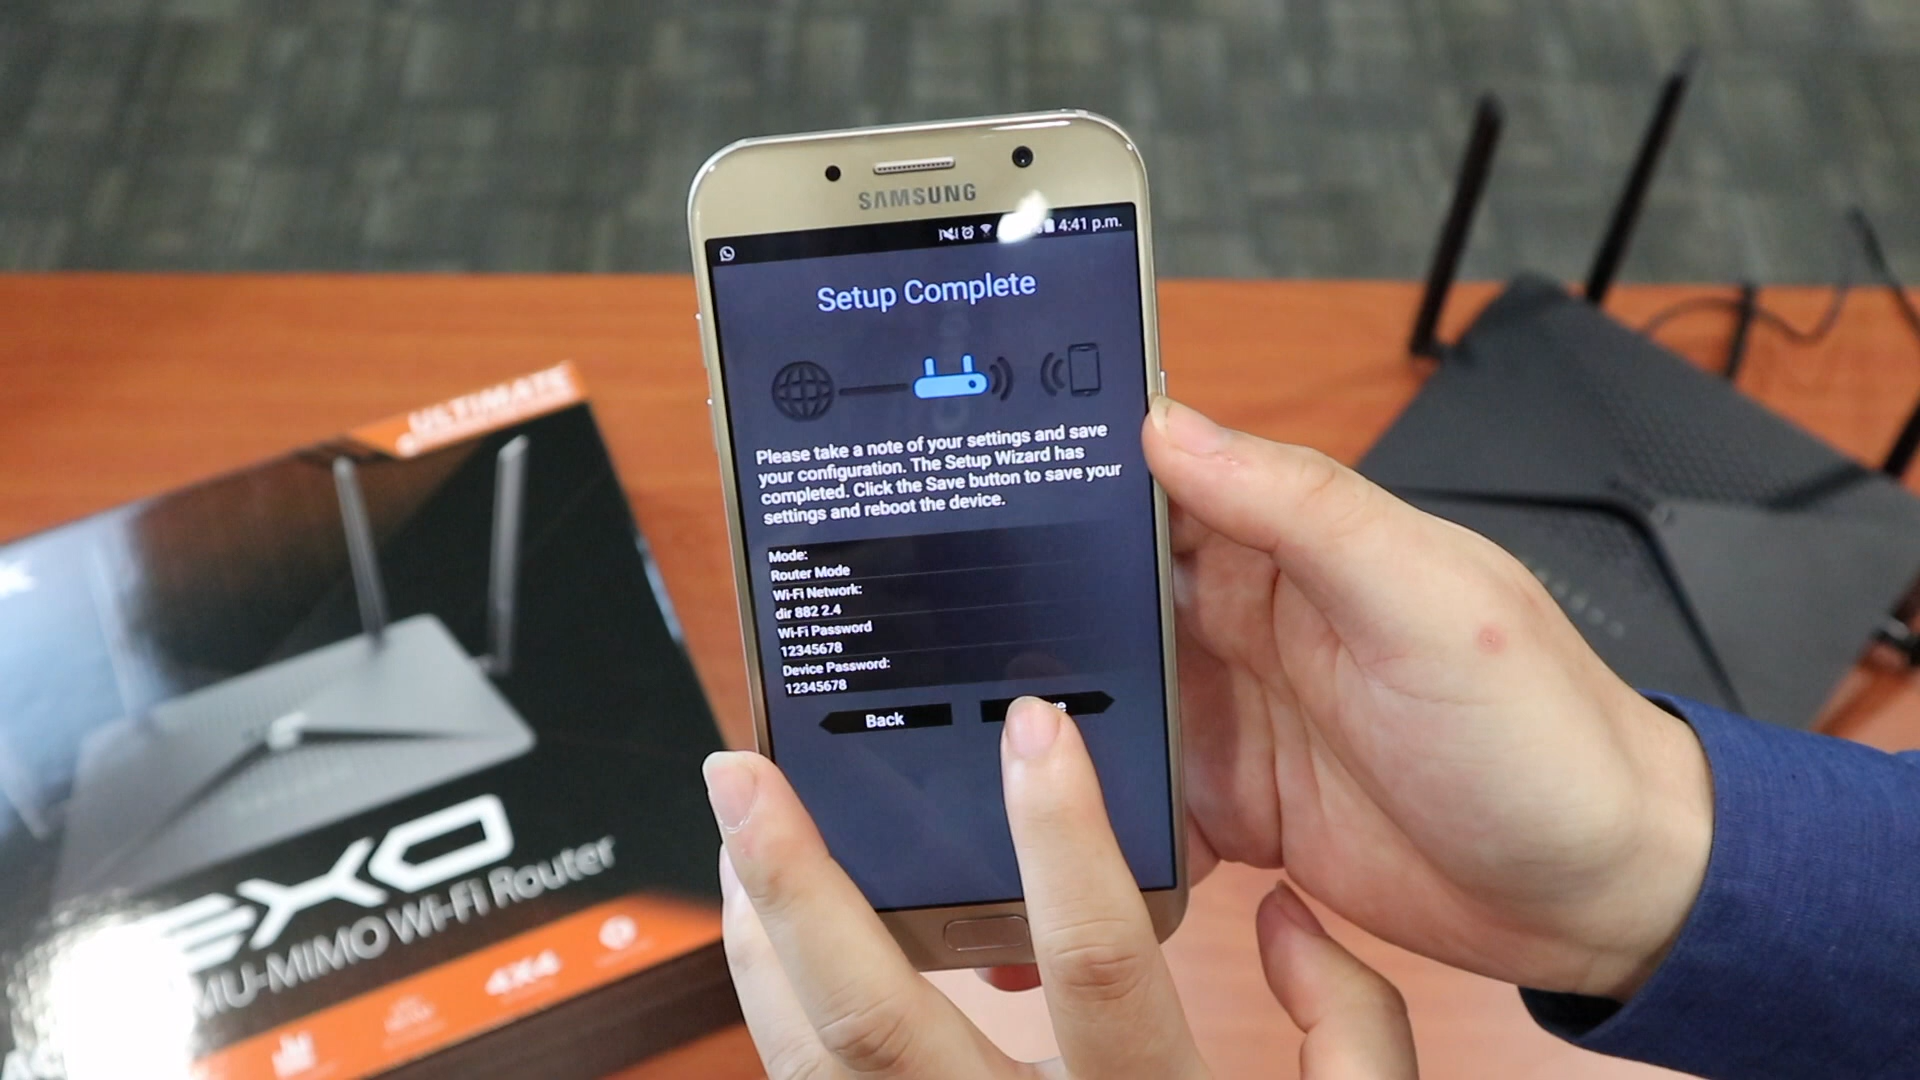 SAMSUNG
4:41 p.m.
Setup Complete
Please take a note of your settings and save
your configuration. The Setup Wizard has
completed. Click the Save button to save your
settings and reboot the device.
Mode:
Router Mode
Wi-Fi Network:
dir 882 2.4
Wi-Fi Password
12345678
Device Password:
12345678
Back
ULTIMATE
EXO
MU-MIMO Wi-Fi Router
4X4